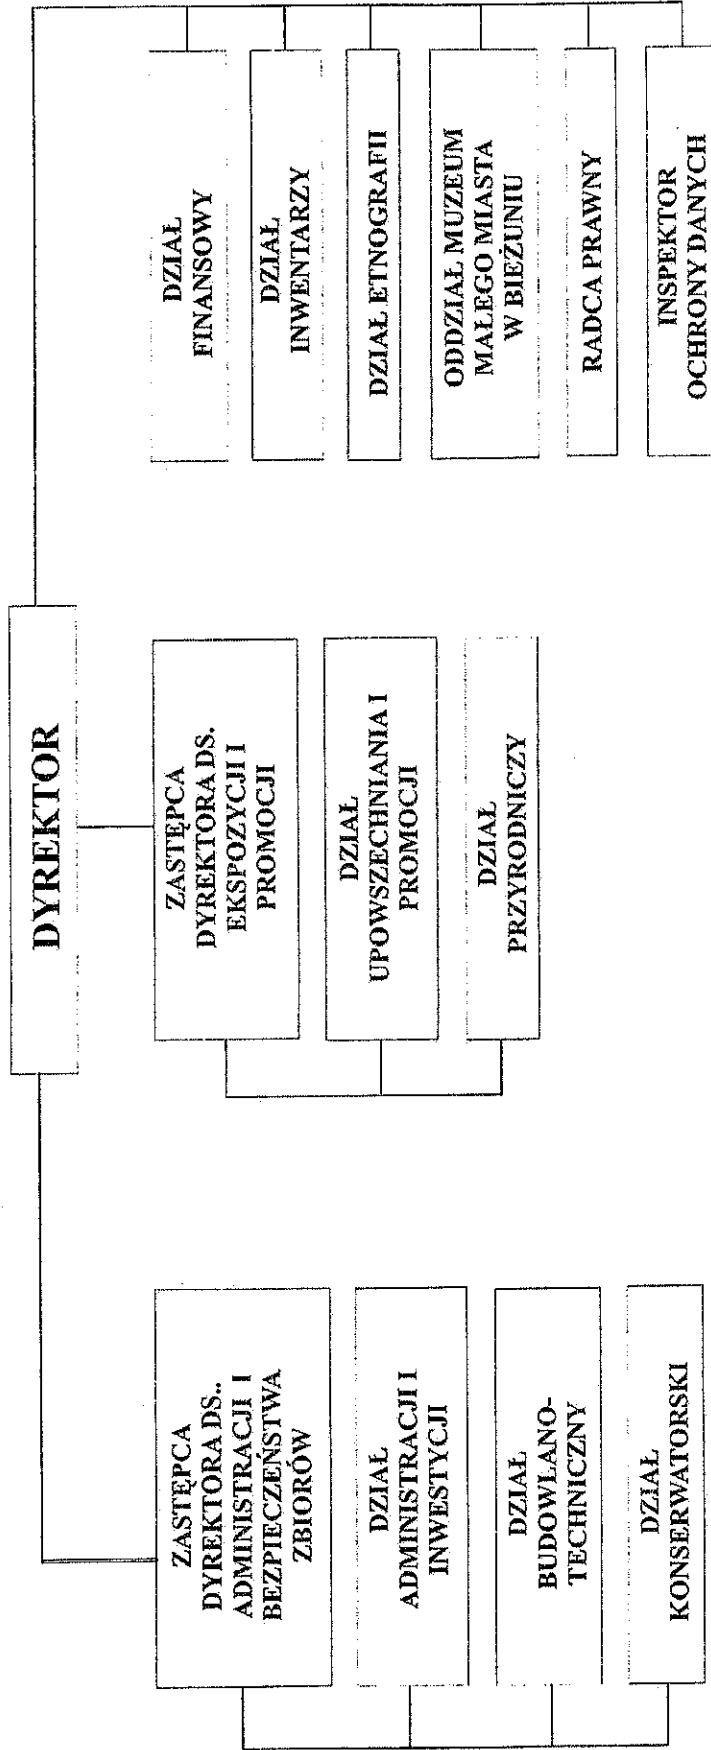 DYREKTOR
ZASTĘPCA
DYREKTORA DS..
ADMINISTRACJI I
BEZPIECZEŃSTWA
ZBIORÓW
DZIAŁ
ADMINISTRACJI I
INWESTYCJI
DZIAŁ
BUDOWLANO-
TECHNICZNY
DZIAŁ
KONSERWATORSKI
ZASTĘPCA
DYREKTORA DS.
EKSPOZYCJI I
PROMOCJI
DZIAŁ
UPOWSZECHNIANIA I
PROMOCJI
DZIAŁ
PRZYRODNICZY
DZIAŁ
FINANSOWY
DZIAŁ
INWENTARZY
DZIAŁ ETNOGRAFII
ODDZIAŁ MUZEUM
MAŁEGO MIASTA
W BIEŻUNIU
RADCA PRAWNY
INSPEKTOR
OCHRONY DANYCH